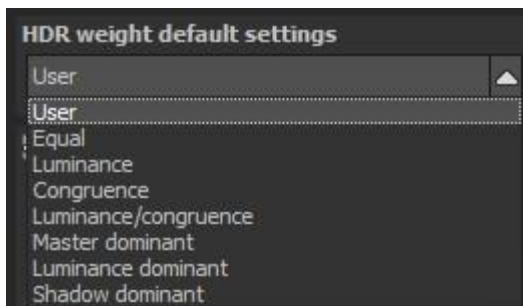 HDR weight default settings
User
User
Equal
Luminance
Congruence
Luminance/congruence
Master dominant
Luminance dominant
Shadow dominant